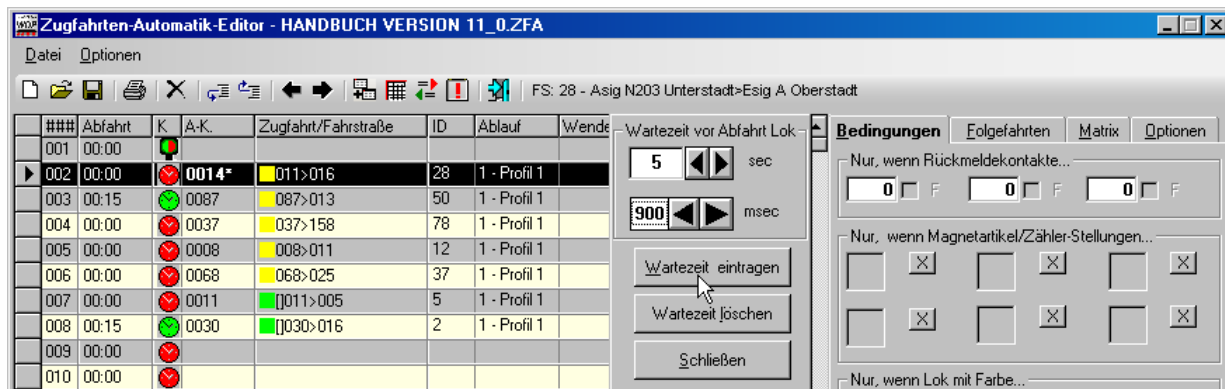 Zugfahrten-Automatik-Editor - HANDBUCH VERSION 11_0.ZFA
Datei Optionen
FS: 28 - Asig N203 Unterstadt>Esig A Oberstadt
### Abfahrt K A-K. Zugfahrt/Fahrstraße ID Ablauf Wende
001 00:00
002 00:00 0014* 011>016 28 1 - Profil 1
003 00:15 0087 087>013 50 1 - Profil 1
004 00:00 0037 037>158 78 1 - Profil 1
005 00:00 0008 008>011 12 1 - Profil 1
006 00:00 0068 068>025 37 1 - Profil 1
007 00:00 0011 []011>005 5 1 - Profil 1
008 00:15 0030 []030>016 2 1 - Profil 1
009 00:00
010 00:00
Wartezeit vor Abfahrt Lok
5 sec
900 msec
Wartezeit eintragen
Wartezeit löschen
Schließen
Bedingungen Folgefahrten Matrix Optionen
Nur, wenn Rückmeldekontakte...
0 F 0 F 0 F
Nur, wenn Magnetartikel/Zähler-Stellungen...
X X X
X X X
Nur, wenn Lok mit Farbe...